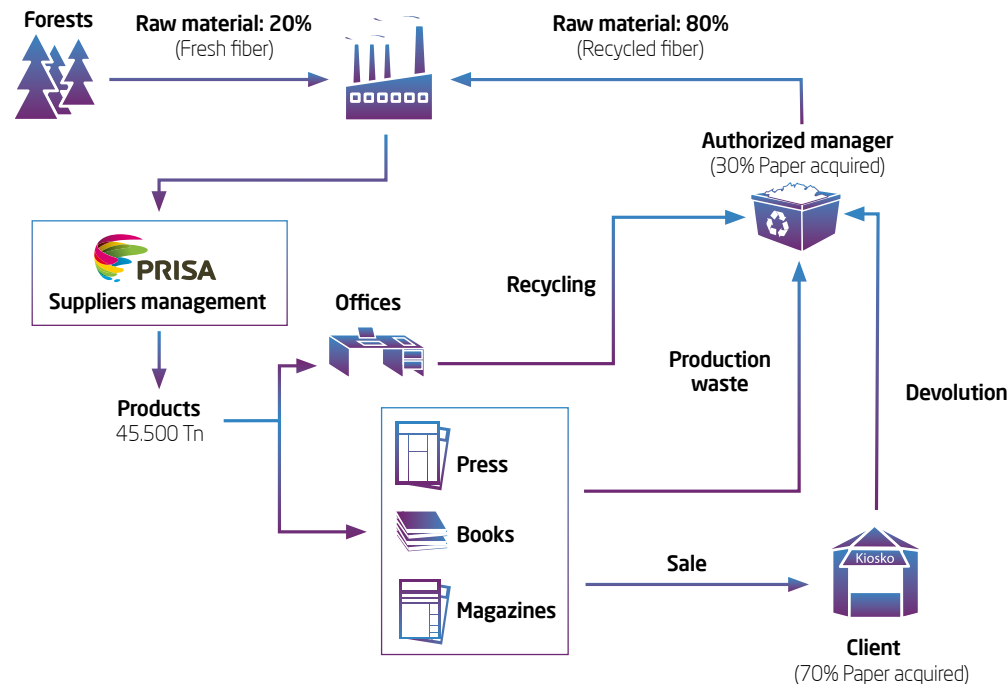 Forests
Raw material: 20%
(Fresh fiber)
Raw material: 80%
(Recycled fiber)
Authorized manager
(30% Paper acquired)
PRISA
Suppliers management
Offices
Recycling
Production
waste
Devolution
Products
45.500 Tn
Press
Books
Magazines
Sale
Kiosko
Client
(70% Paper acquired)